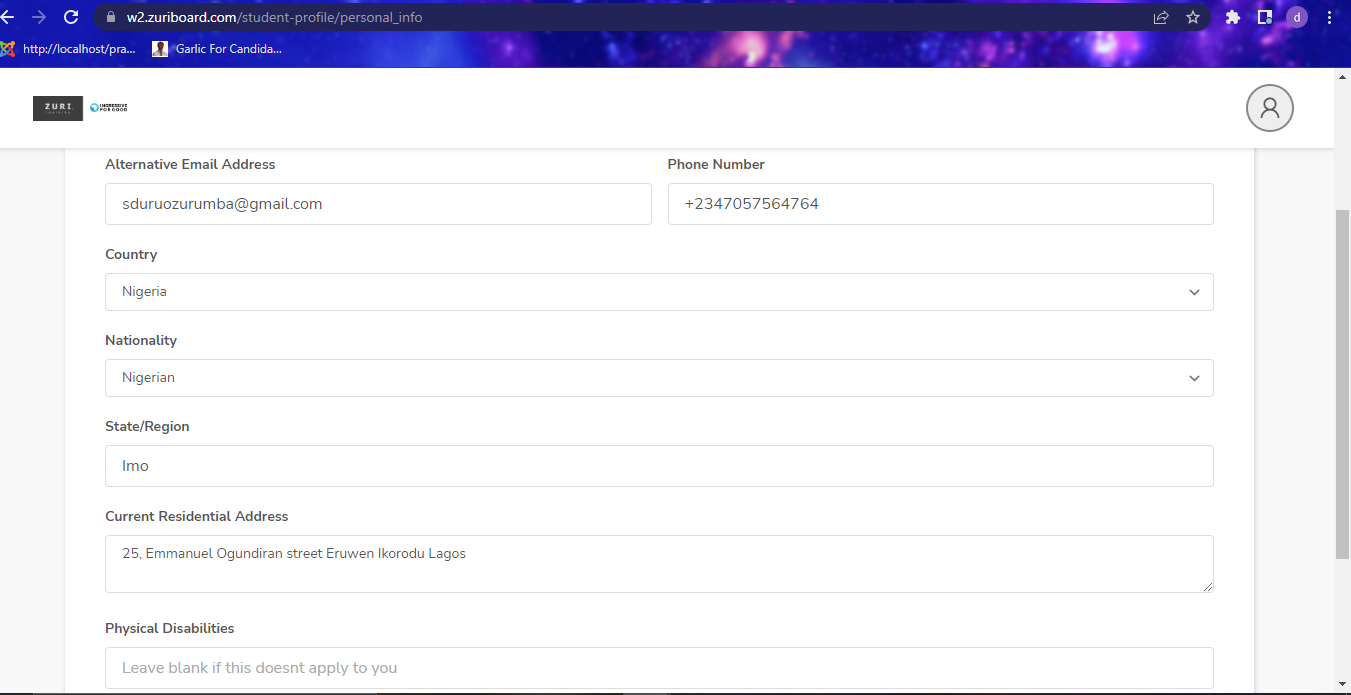 w2.zuriboard.com/student-profile/personal_info
d
http://localhost/pra...
Garlic For Candida...
ZURI
TRAINING
INGRESSIVE
FOR GOOD
Alternative Email Address
Phone Number
sduruozurumba@gmail.com
+2347057564764
Country
Nigeria
Nationality
Nigerian
State/Region
Imo
Current Residential Address
25, Emmanuel Ogundiran street Eruwen Ikorodu Lagos
Physical Disabilities
Leave blank if this doesnt apply to you